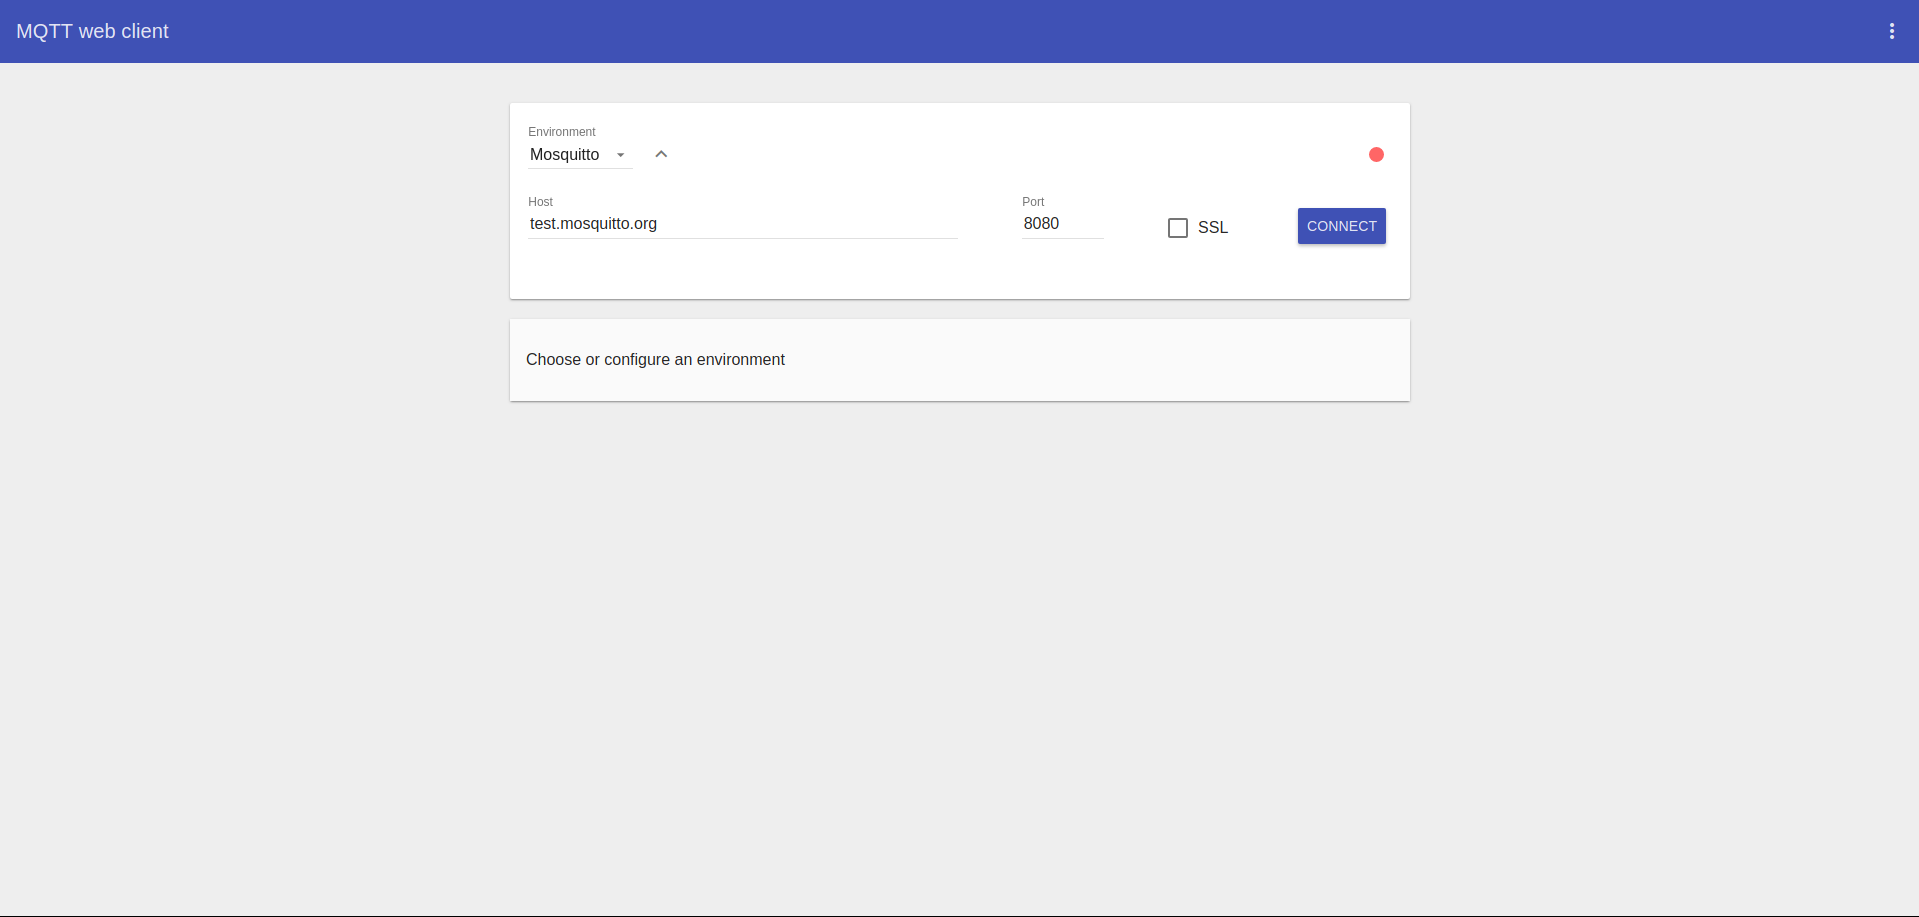 MQTT web client
Environment
Mosquitto
Host
Port
test.mosquitto.org
8080
SSL
CONNECT
Choose or configure an environment